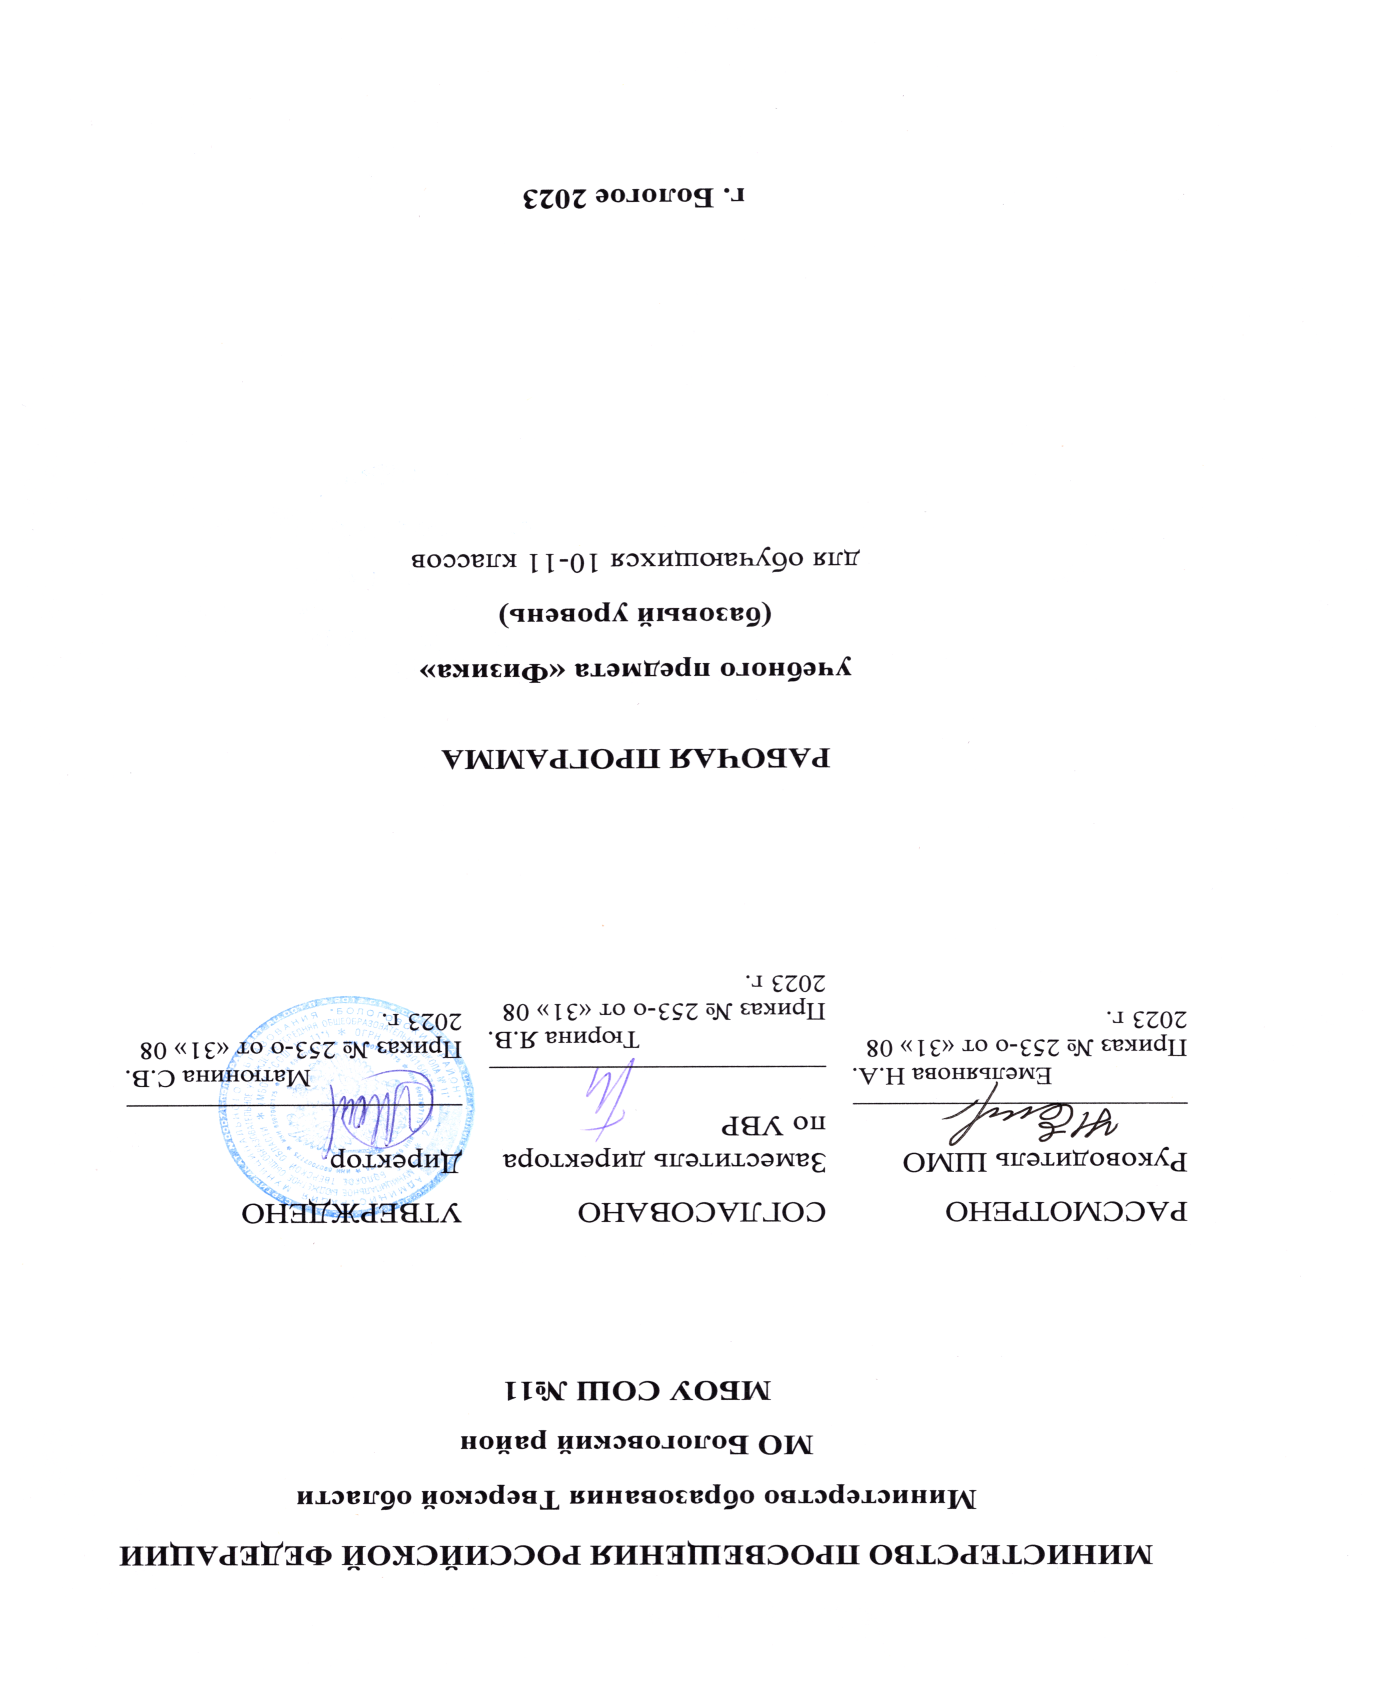 МИНИСТЕРСТВО ПРОСВЕЩЕНИЯ РОССИЙСКОЙ ФЕДЕРАЦИИ
Министерство образования Тверской области
МО Бологовский район
МБОУ СОШ №11
РАССМОТРЕНО
Руководитель ШМО
Емельянова Н.А.
Приказ № 253-о от «31» 08
2023 г.
СОГЛАСОВАНО
Заместитель директора
по УВР
Тюрина Я.В.
Приказ № 253-о от «31» 08
2023 г.
УТВЕРЖДЕНО
Директор
Матюнина С.В.
Приказ № 253-о от «31» 08
2023 г.
РАБОЧАЯ ПРОГРАММА
учебного предмета «Физика»
(базовый уровень)
для обучающихся 10-11 классов
г. Бологое 2023